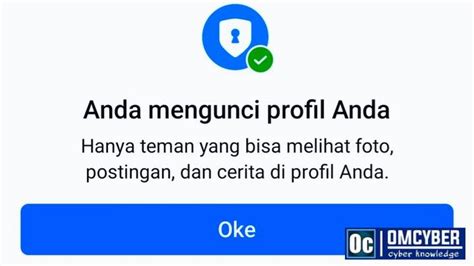 Anda mengunci profil Anda
Hanya teman yang bisa melihat foto,
postingan, dan cerita di profil Anda.
Oke
Oc OMCYBER
cyber knowledge